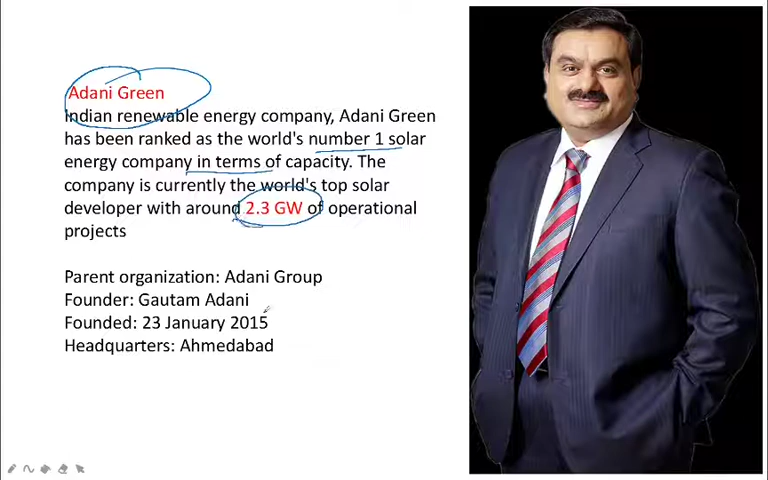 Adani Green
Indian renewable energy company, Adani Green
has been ranked as the world's number 1 solar
energy company in terms of capacity. The
company is currently the world's top solar
developer with around 2.3 GW of operational
projects
Parent organization: Adani Group
Founder: Gautam Adani
Founded: 23 January 2015
Headquarters: Ahmedabad